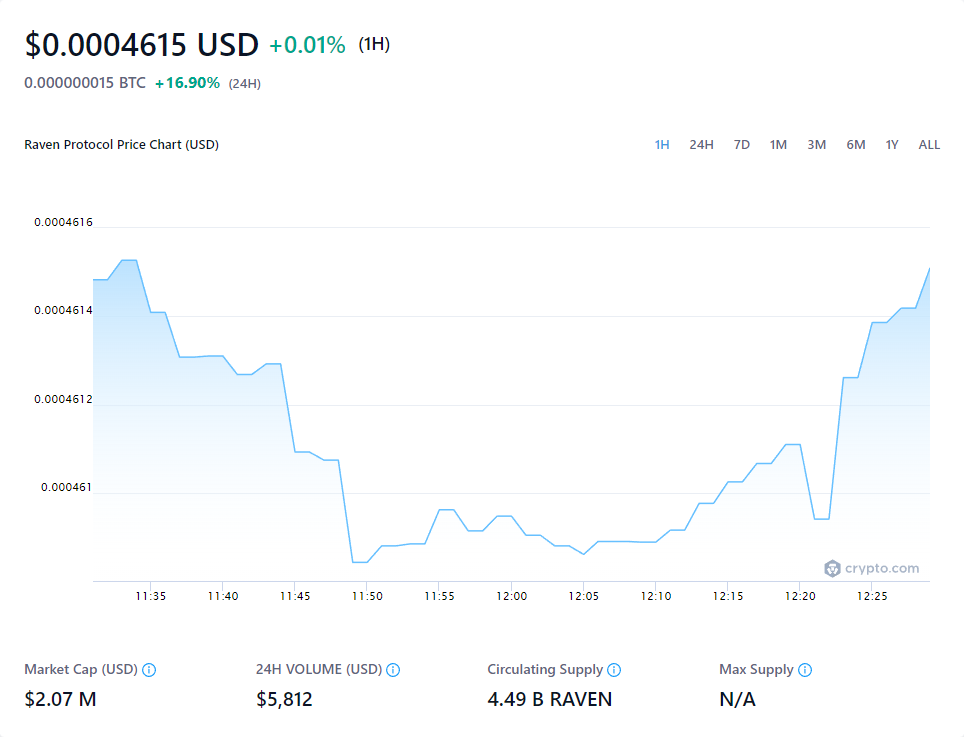 $0.0004615 USD +0.01% (1H)
0.000000015 BTC +16.90% (24H)
Raven Protocol Price Chart (USD) 1H 24H 7D 1M 3M 6M 1Y ALL
0.0004616
0.0004614
0.0004612
0.000461
crypto.com
11:35 11:40 11:45 11:50 11:55 12:00 12:05 12:10 12:15 12:20 12:25
Market Cap (USD) 24H VOLUME (USD) Circulating Supply Max Supply
$2.07 M $5,812 4.49 B RAVEN N/A